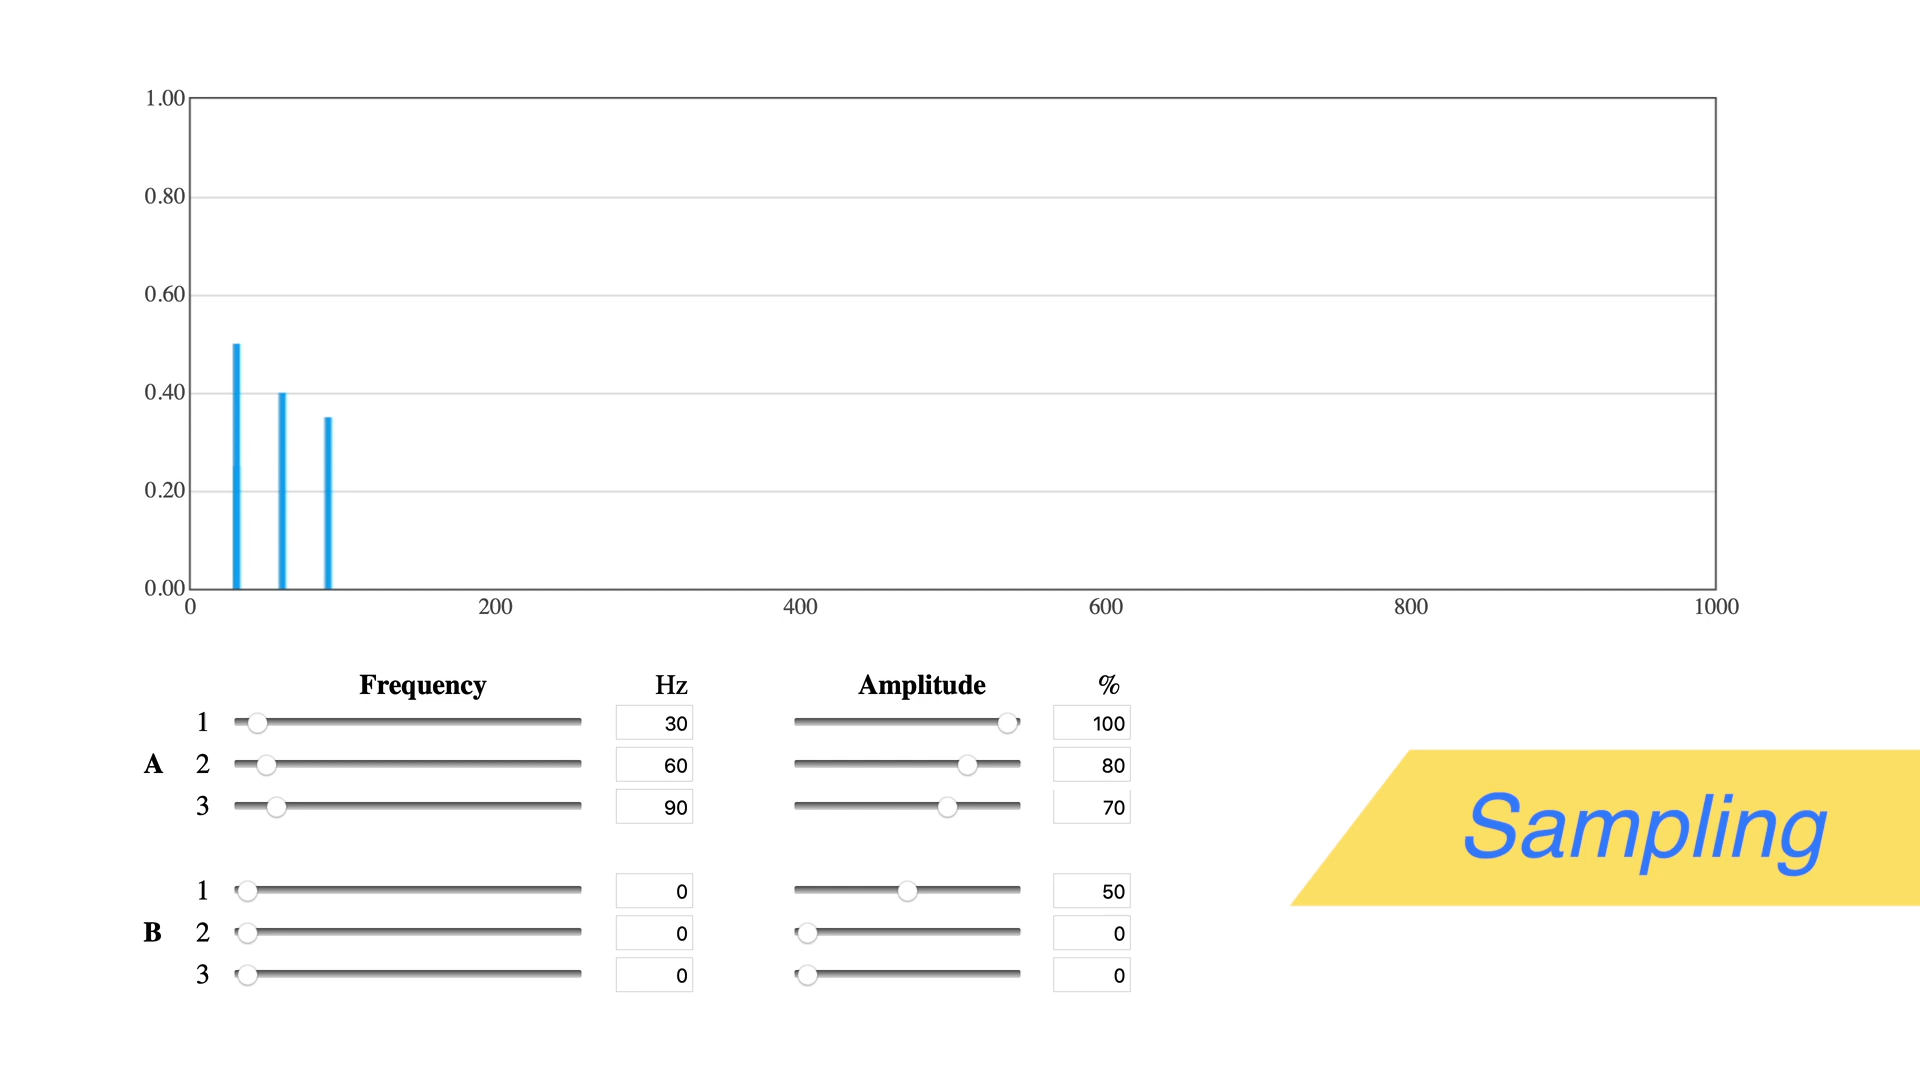 1.00
0.80
0.60
0.40
0.20
0.00
0 200 400 600 800 1000
Frequency Hz Amplitude %
1 30 100
A 2 60 80
3 90 70
Sampling
1 0 50
B 2 0 0
3 0 0